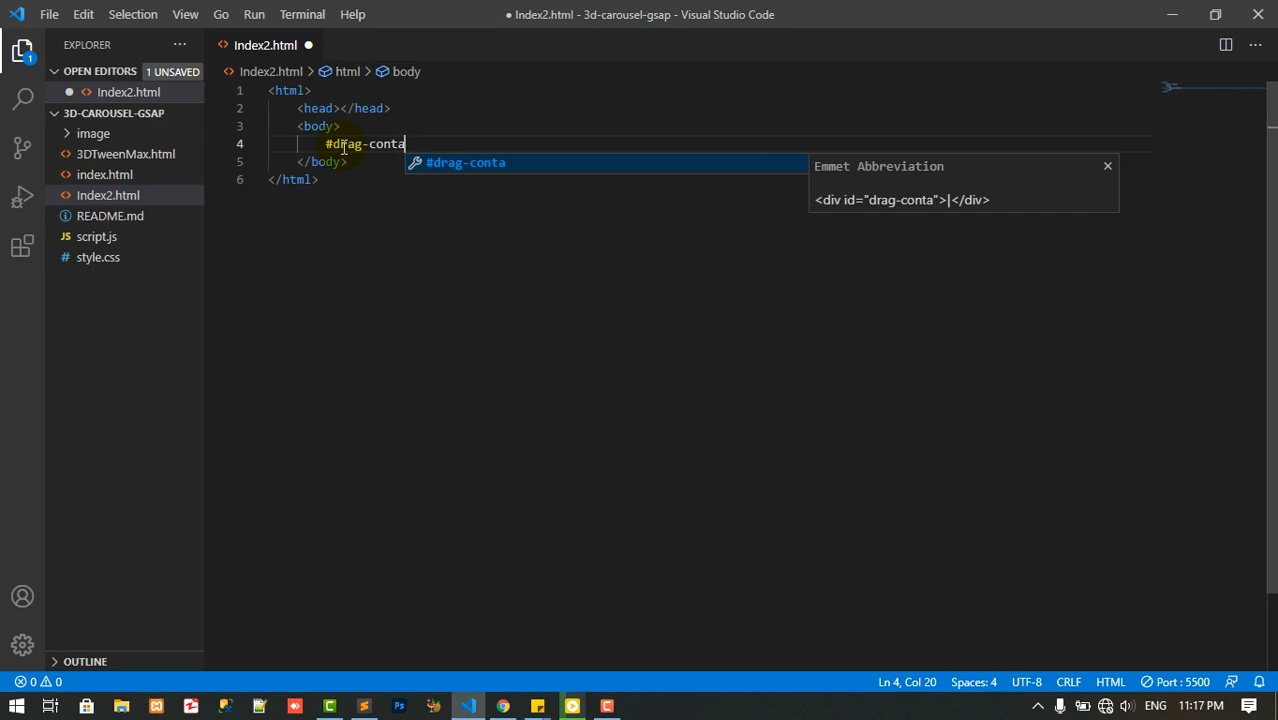 File Edit Selection View Go Run Terminal Help
● Index2.html - 3d-carousel-gsap - Visual Studio Code
EXPLORER
OPEN EDITORS 1 UNSAVED
Index2.html
3D-CAROUSEL-GSAP
image
3DTweenMax.html
index.html
Index2.html
README.md
JS script.js
# style.css
OUTLINE
1
Index2.html
Index2.html > html > body
1 <html>
2 <head></head>
3 <body>
4 #drag-conta
5 </body>
6 </html>
#drag-conta
Emmet Abbreviation
<div id="drag-conta">|</div>
0 0
Ln 4, Col 20 Spaces: 4 UTF-8 CRLF HTML Port : 5500
Ps
ENG 11:17 PM